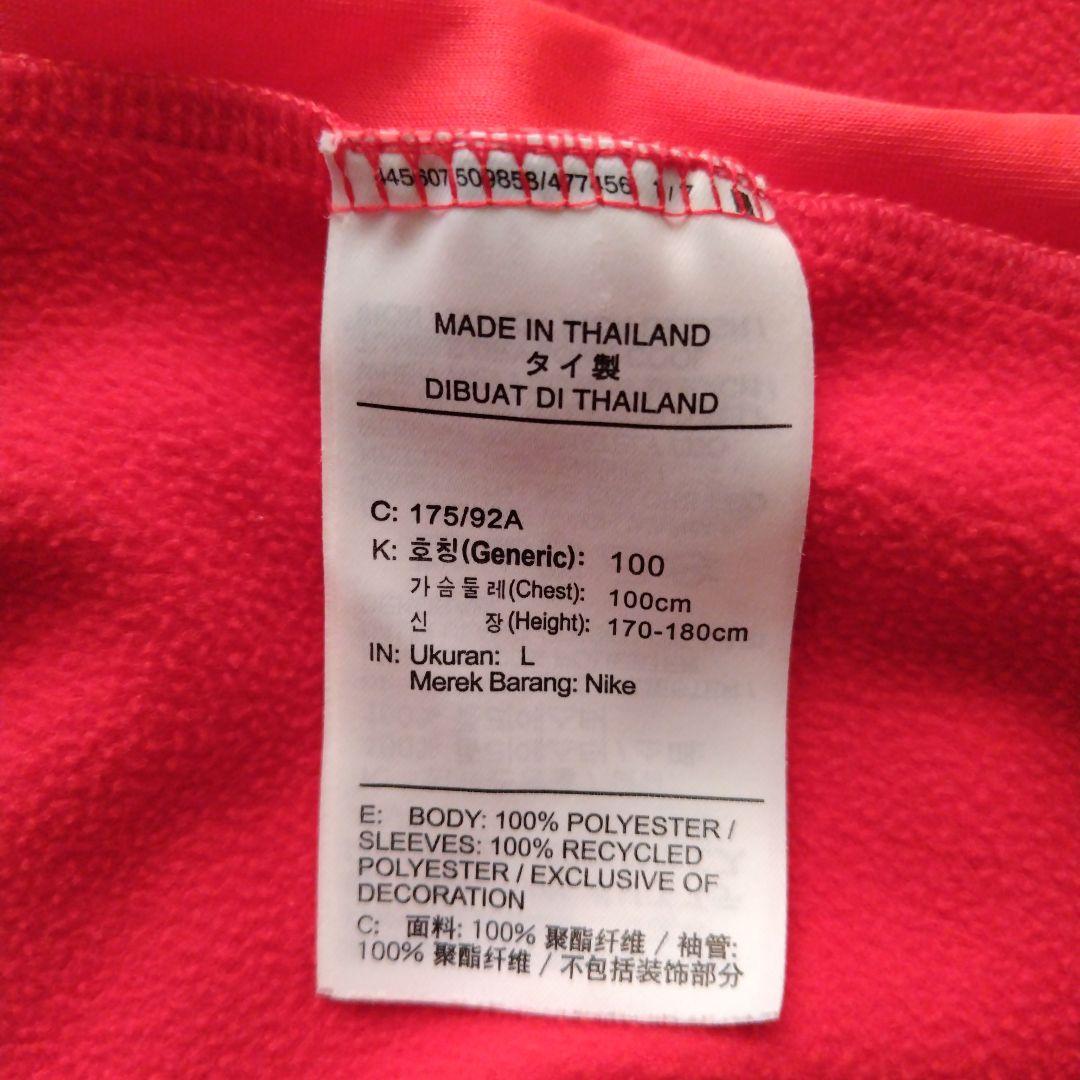 MADE IN THAILAND
タイ製
DIBUAT DI THAILAND
C: 175/92A
K: 호칭(Generic): 100
가슴둘레(Chest): 100cm
신 장(Height): 170-180cm
IN: Ukuran: L
Merek Barang: Nike
E: BODY: 100% POLYESTER /
SLEEVES: 100% RECYCLED
POLYESTER / EXCLUSIVE OF
DECORATION
C: 面料: 100% 聚酯纤维 / 袖管:
100% 聚酯纤维 / 不包括装饰部分